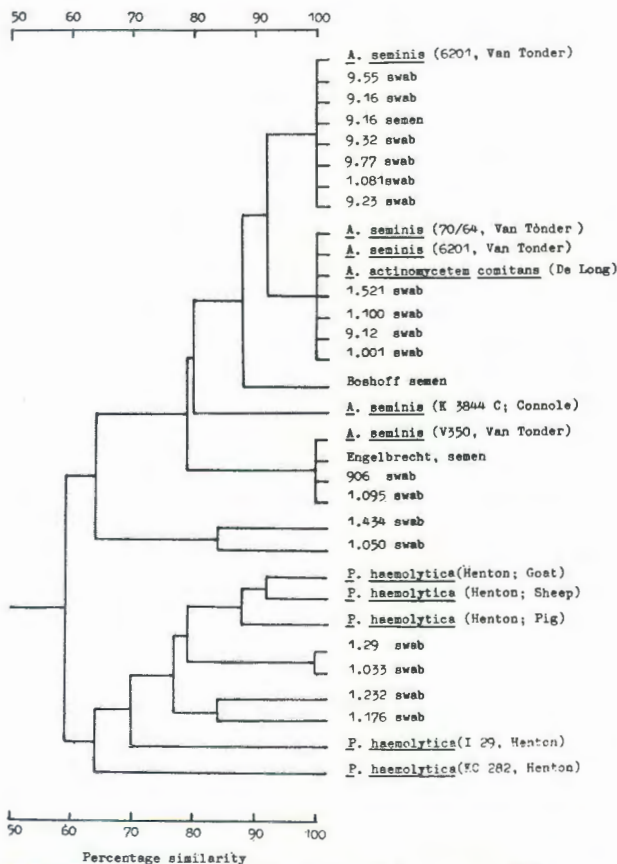 50 60 70 80 90 100
A. seminis (6201, Van Tonder)
9.55 swab
9.16 swab
9.16 semen
9.32 swab
9.77 swab
1.081swab
9.23 swab
A. seminis (70/64, Van Tonder)
A. seminis (6201, Van Tonder)
A. actinomycetem comitans (De Long)
1.521 swab
1.100 swab
9.12 swab
1.001 swab
Boshoff semen
A. seminis (K 3844 C; Connole)
A. seminis (V350, Van Tonder)
Engelbrecht, semen
906 swab
1.095 swab
1.434 swab
1.050 swab
P. haemolytica(Henton; Goat)
P. haemolytica (Henton; Sheep)
P. haemolytica (Henton; Pig)
1.29 swab
1.033 swab
1.232 swab
1.176 swab
P. haemolytica(I 29, Henton)
P. haemolytica( 282, Henton)
50 60 70 80 90 100
Percentage similarity